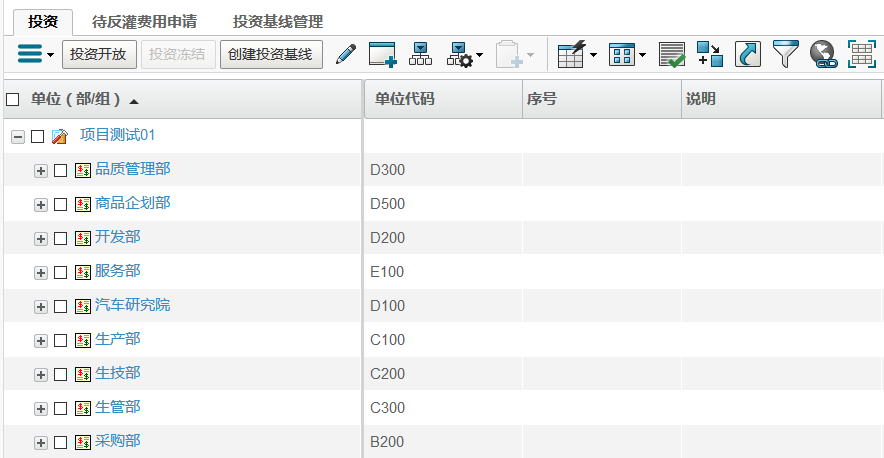 投资 待反灌费用申请 投资基线管理
投资开放 投资冻结 创建投资基线
单位（部/组） 单位代码 序号 说明
项目测试01
品质管理部 D300
商品企划部 D500
开发部 D200
服务部 E100
汽车研究院 D100
生产部 C100
生技部 C200
生管部 C300
采购部 B200